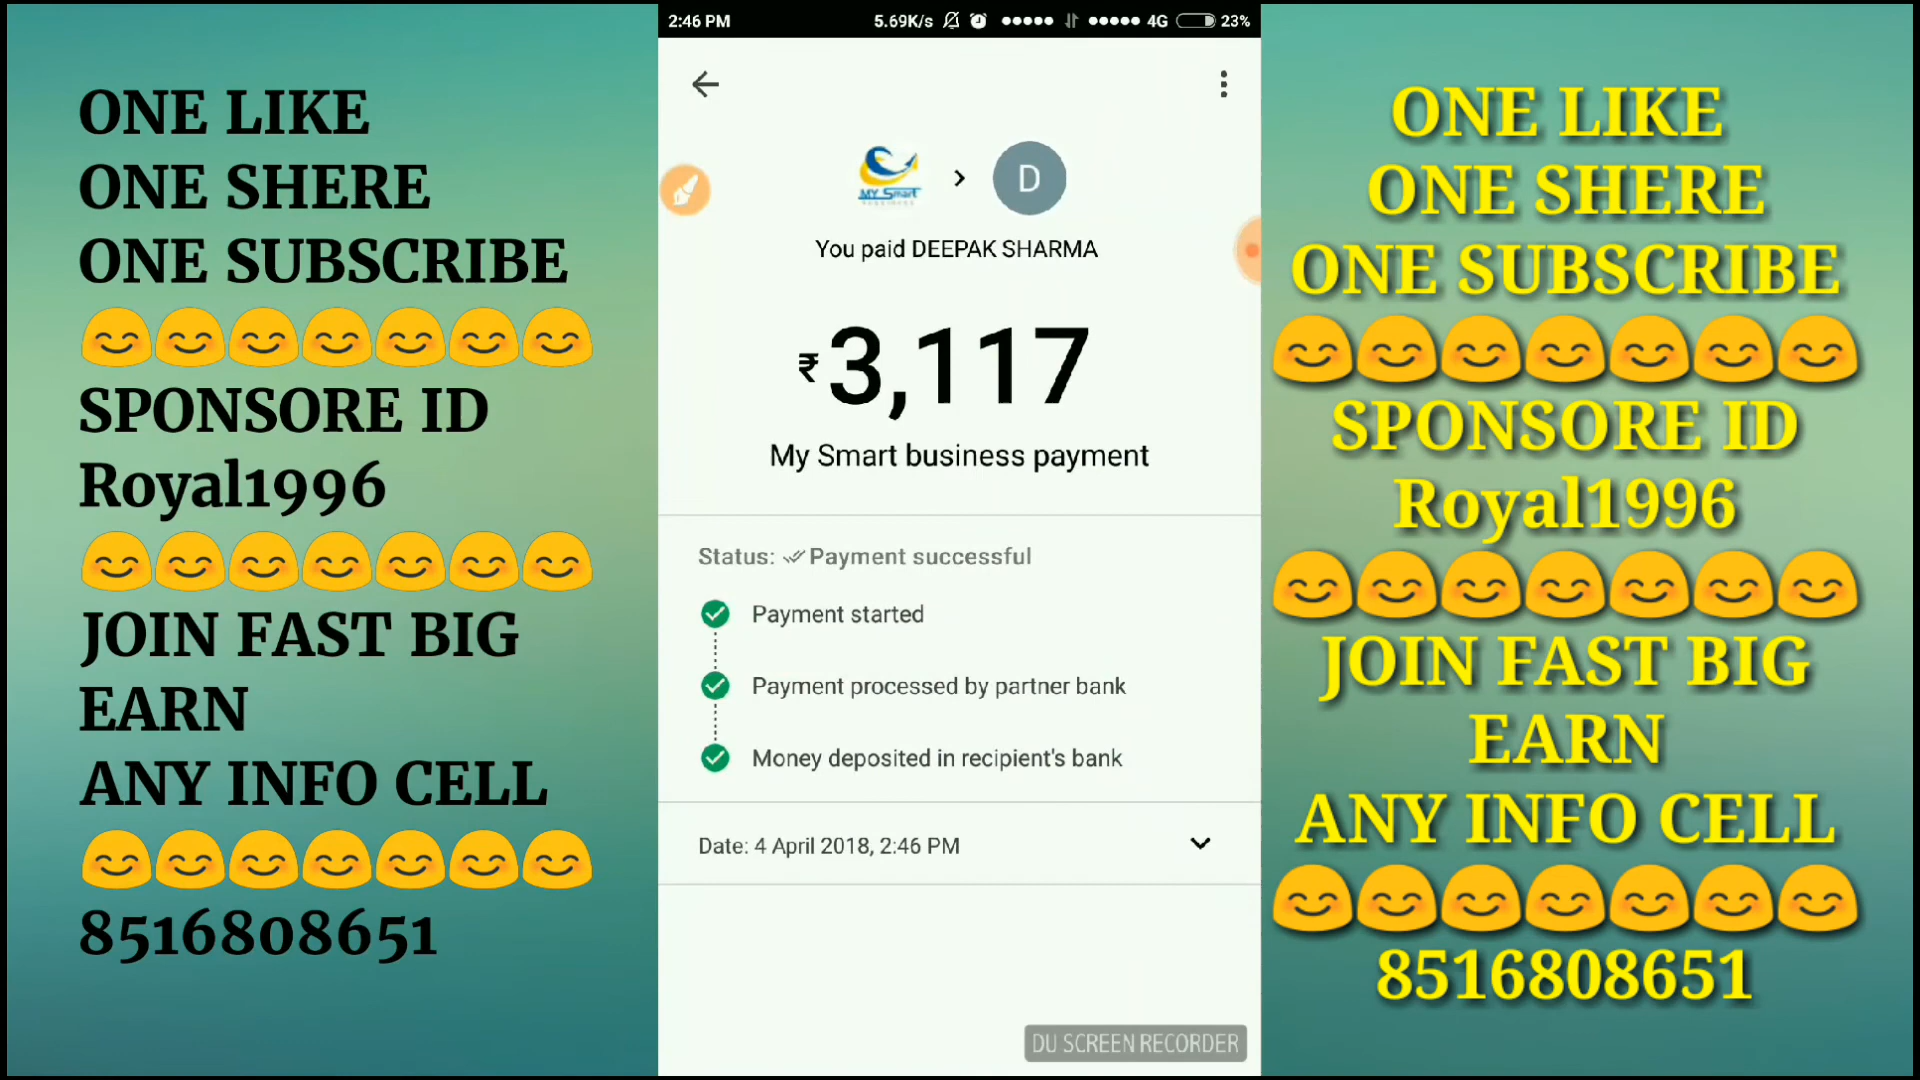 ONE LIKE
ONE SHERE
ONE SUBSCRIBE
😊😊😊😊😊😊😊
SPONSORE ID
Royal1996
😊😊😊😊😊😊😊
JOIN FAST BIG
EARN
ANY INFO CELL
😊😊😊😊😊😊😊
8516808651
2:46 PM 5.69K/s 4G 23%
MY Smart
D
You paid DEEPAK SHARMA
₹3,117
My Smart business payment
Status: Payment successful
Payment started
Payment processed by partner bank
Money deposited in recipient's bank
Date: 4 April 2018, 2:46 PM
DU SCREEN RECORDER
ONE LIKE
ONE SHERE
ONE SUBSCRIBE
😊😊😊😊😊😊😊
SPONSORE ID
Royal1996
😊😊😊😊😊😊😊
JOIN FAST BIG
EARN
ANY INFO CELL
😊😊😊😊😊😊😊
8516808651